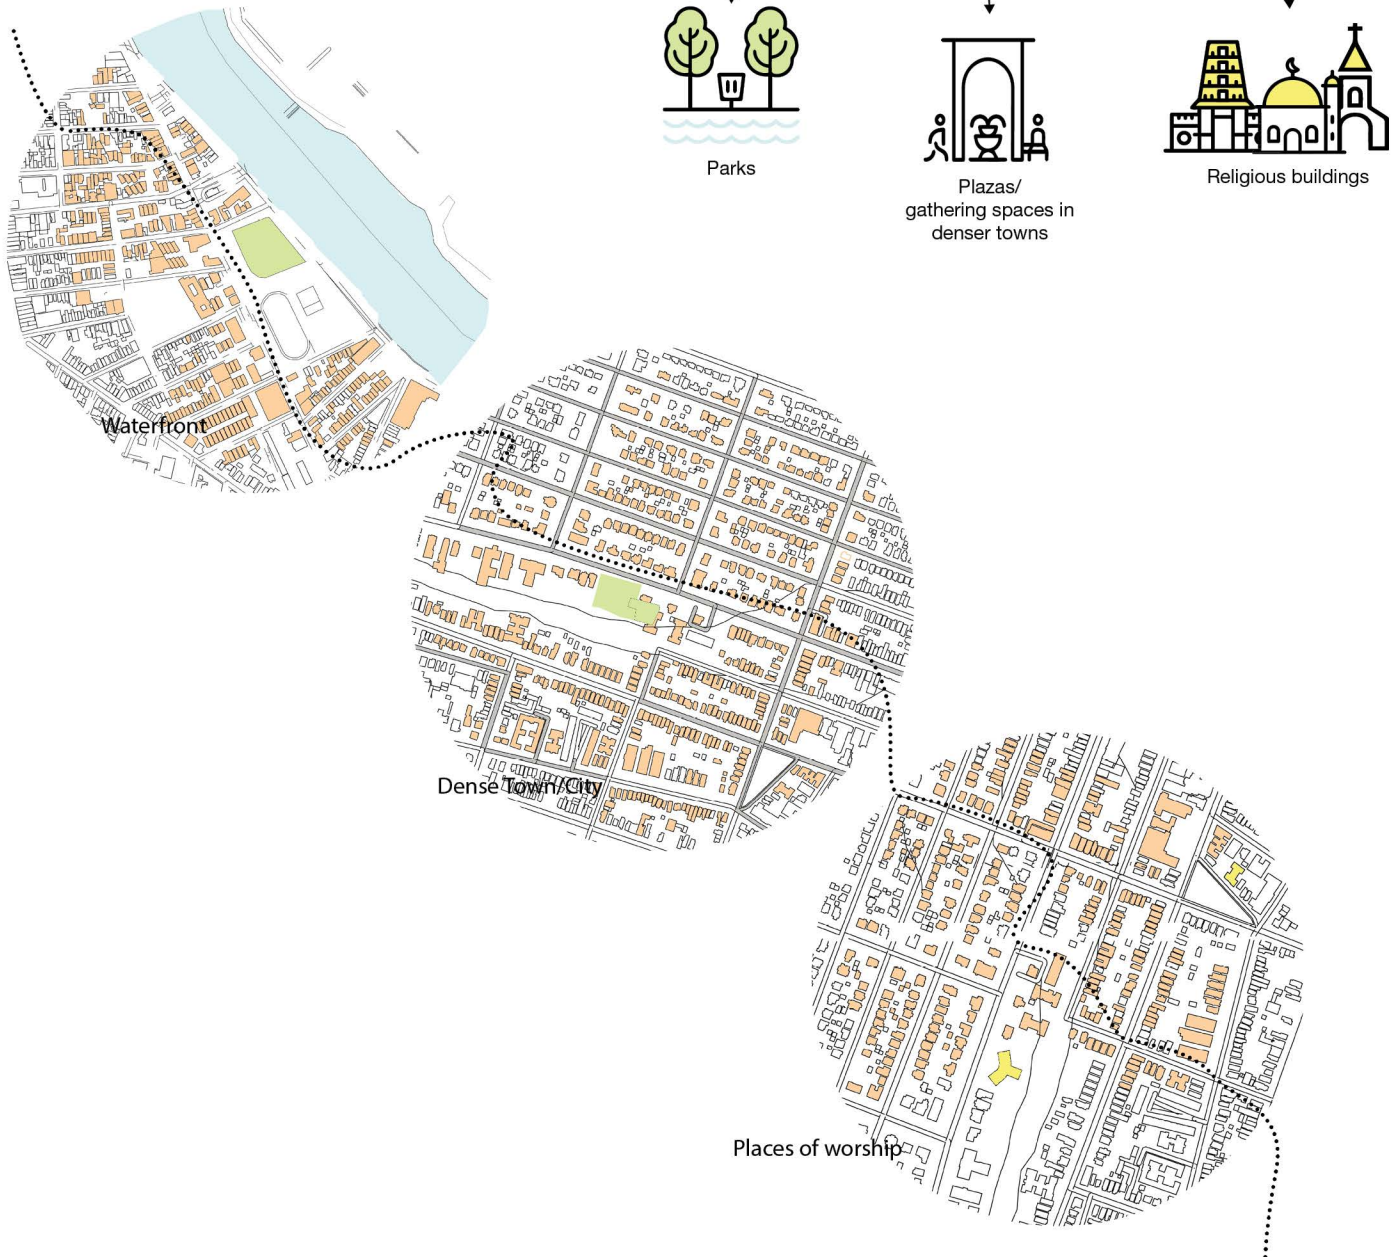 Parks
Plazas/
gathering spaces in
denser towns
Religious buildings
Waterfront
Dense Town/City
Places of worship